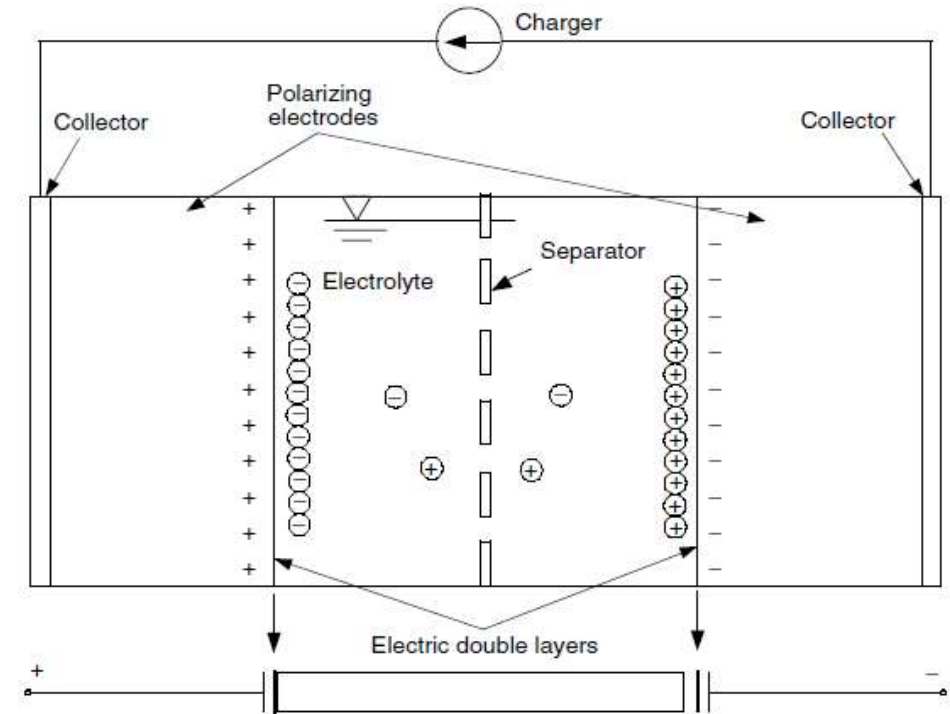 Charger
Polarizing
electrodes
Collector
Collector
Separator
Electrolyte
Electric double layers
+
−